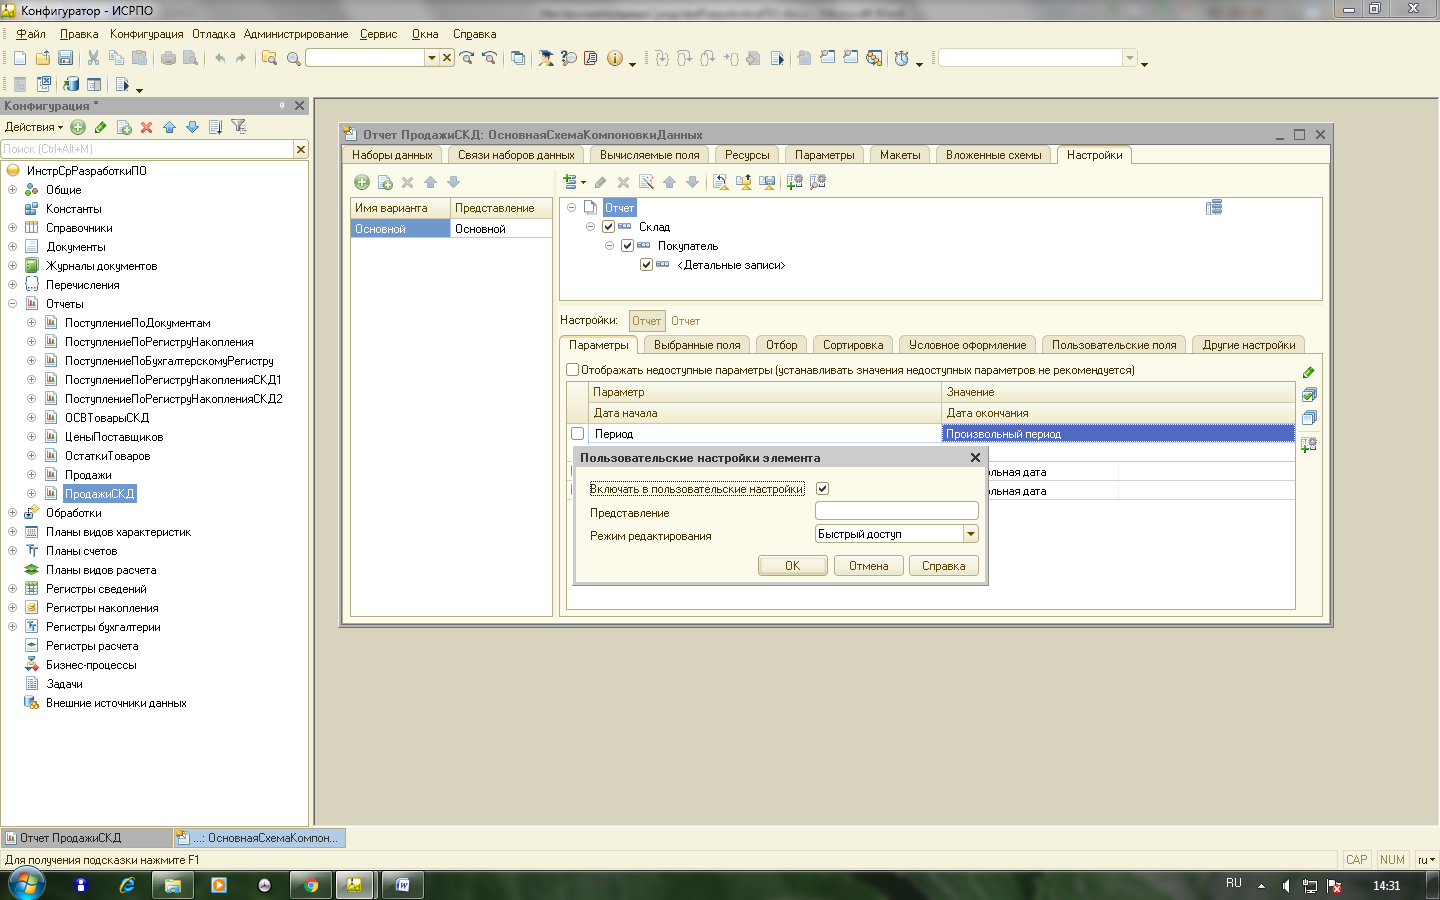 Конфигуратор - ИСРПО
Файл Правка Конфигурация Отладка Администрирование Сервис Окна Справка
Конфигурация *
Действия
Поиск (Ctrl+Alt+M)
ИнстрСрРазработкиПО
Общие
Константы
Справочники
Документы
Журналы документов
Перечисления
Отчеты
ПоступлениеПоДокументам
ПоступлениеПоРегиструНакопления
ПоступлениеПоБухгалтерскомуРегистру
ПоступлениеПоРегиструНакопленияСКД1
ПоступлениеПоРегиструНакопленияСКД2
ОСВТоварыСКД
ЦеныПоставщиков
ОстаткиТоваров
Продажи
ПродажиСКД
Обработки
Планы видов характеристик
Планы счетов
Планы видов расчета
Регистры сведений
Регистры накопления
Регистры бухгалтерии
Регистры расчета
Бизнес-процессы
Задачи
Внешние источники данных
Отчет ПродажиСКД: ОсновнаяСхемаКомпоновкиДанных
Наборы данных Связи наборов данных Вычисляемые поля Ресурсы Параметры Макеты Вложенные схемы Настройки
Имя варианта Представление
Основной Основной
Отчет
Склад
Покупатель
<Детальные записи>
Настройки: Отчет Отчет
Параметры Выбранные поля Отбор Сортировка Условное оформление Пользовательские поля Другие настройки
Отображать недоступные параметры (устанавливать значения недоступных параметров не рекомендуется)
Параметр Значение
Дата начала Дата окончания
Период Произвольный период
льная дата
льная дата
Пользовательские настройки элемента
Включать в пользовательские настройки
Представление
Режим редактирования Быстрый доступ
ОК Отмена Справка
Отчет ПродажиСКД ...: ОсновнаяСхемаКомпон...
Для получения подсказки нажмите F1
CAP NUM ru
RU 14:31